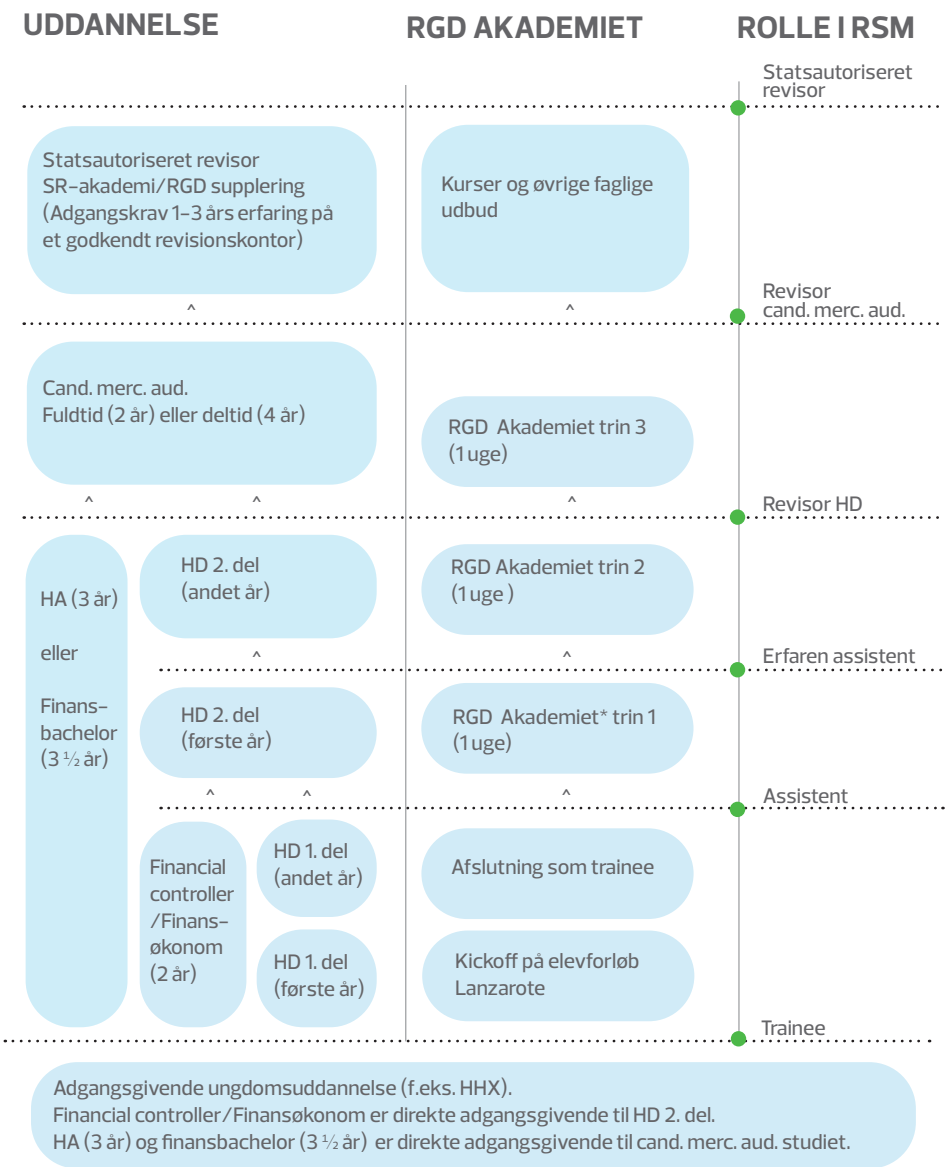 UDDANNELSE
RGD AKADEMIET
ROLLE I RSM
Statsautoriseret
revisor
Statsautoriseret revisor
SR-akademi/RGD supplering
(Adgangskrav 1-3 års erfaring på
et godkendt revisionskontor)
Kurser og øvrige faglige
udbud
^
^
Revisor
cand. merc. aud.
Cand. merc. aud.
Fuldtid (2 år) eller deltid (4 år)
RGD Akademiet trin 3
(1 uge)
^
^
^
Revisor HD
HA (3 år)
eller
Finans-
bachelor
(3 ½ år)
HD 2. del
(andet år)
RGD Akademiet trin 2
(1 uge )
^
^
Erfaren assistent
HD 2. del
(første år)
RGD Akademiet* trin 1
(1 uge)
^
^
^
Assistent
Financial
controller
/Finans-
økonom
(2 år)
HD 1. del
(andet år)
Afslutning som trainee
HD 1. del
(første år)
Kickoff på elevforløb
Lanzarote
Trainee
Adgangsgivende ungdomsuddannelse (f.eks. HHX).
Financial controller/Finansøkonom er direkte adgangsgivende til HD 2. del.
HA (3 år) og finansbachelor (3 ½ år) er direkte adgangsgivende til cand. merc. aud. studiet.